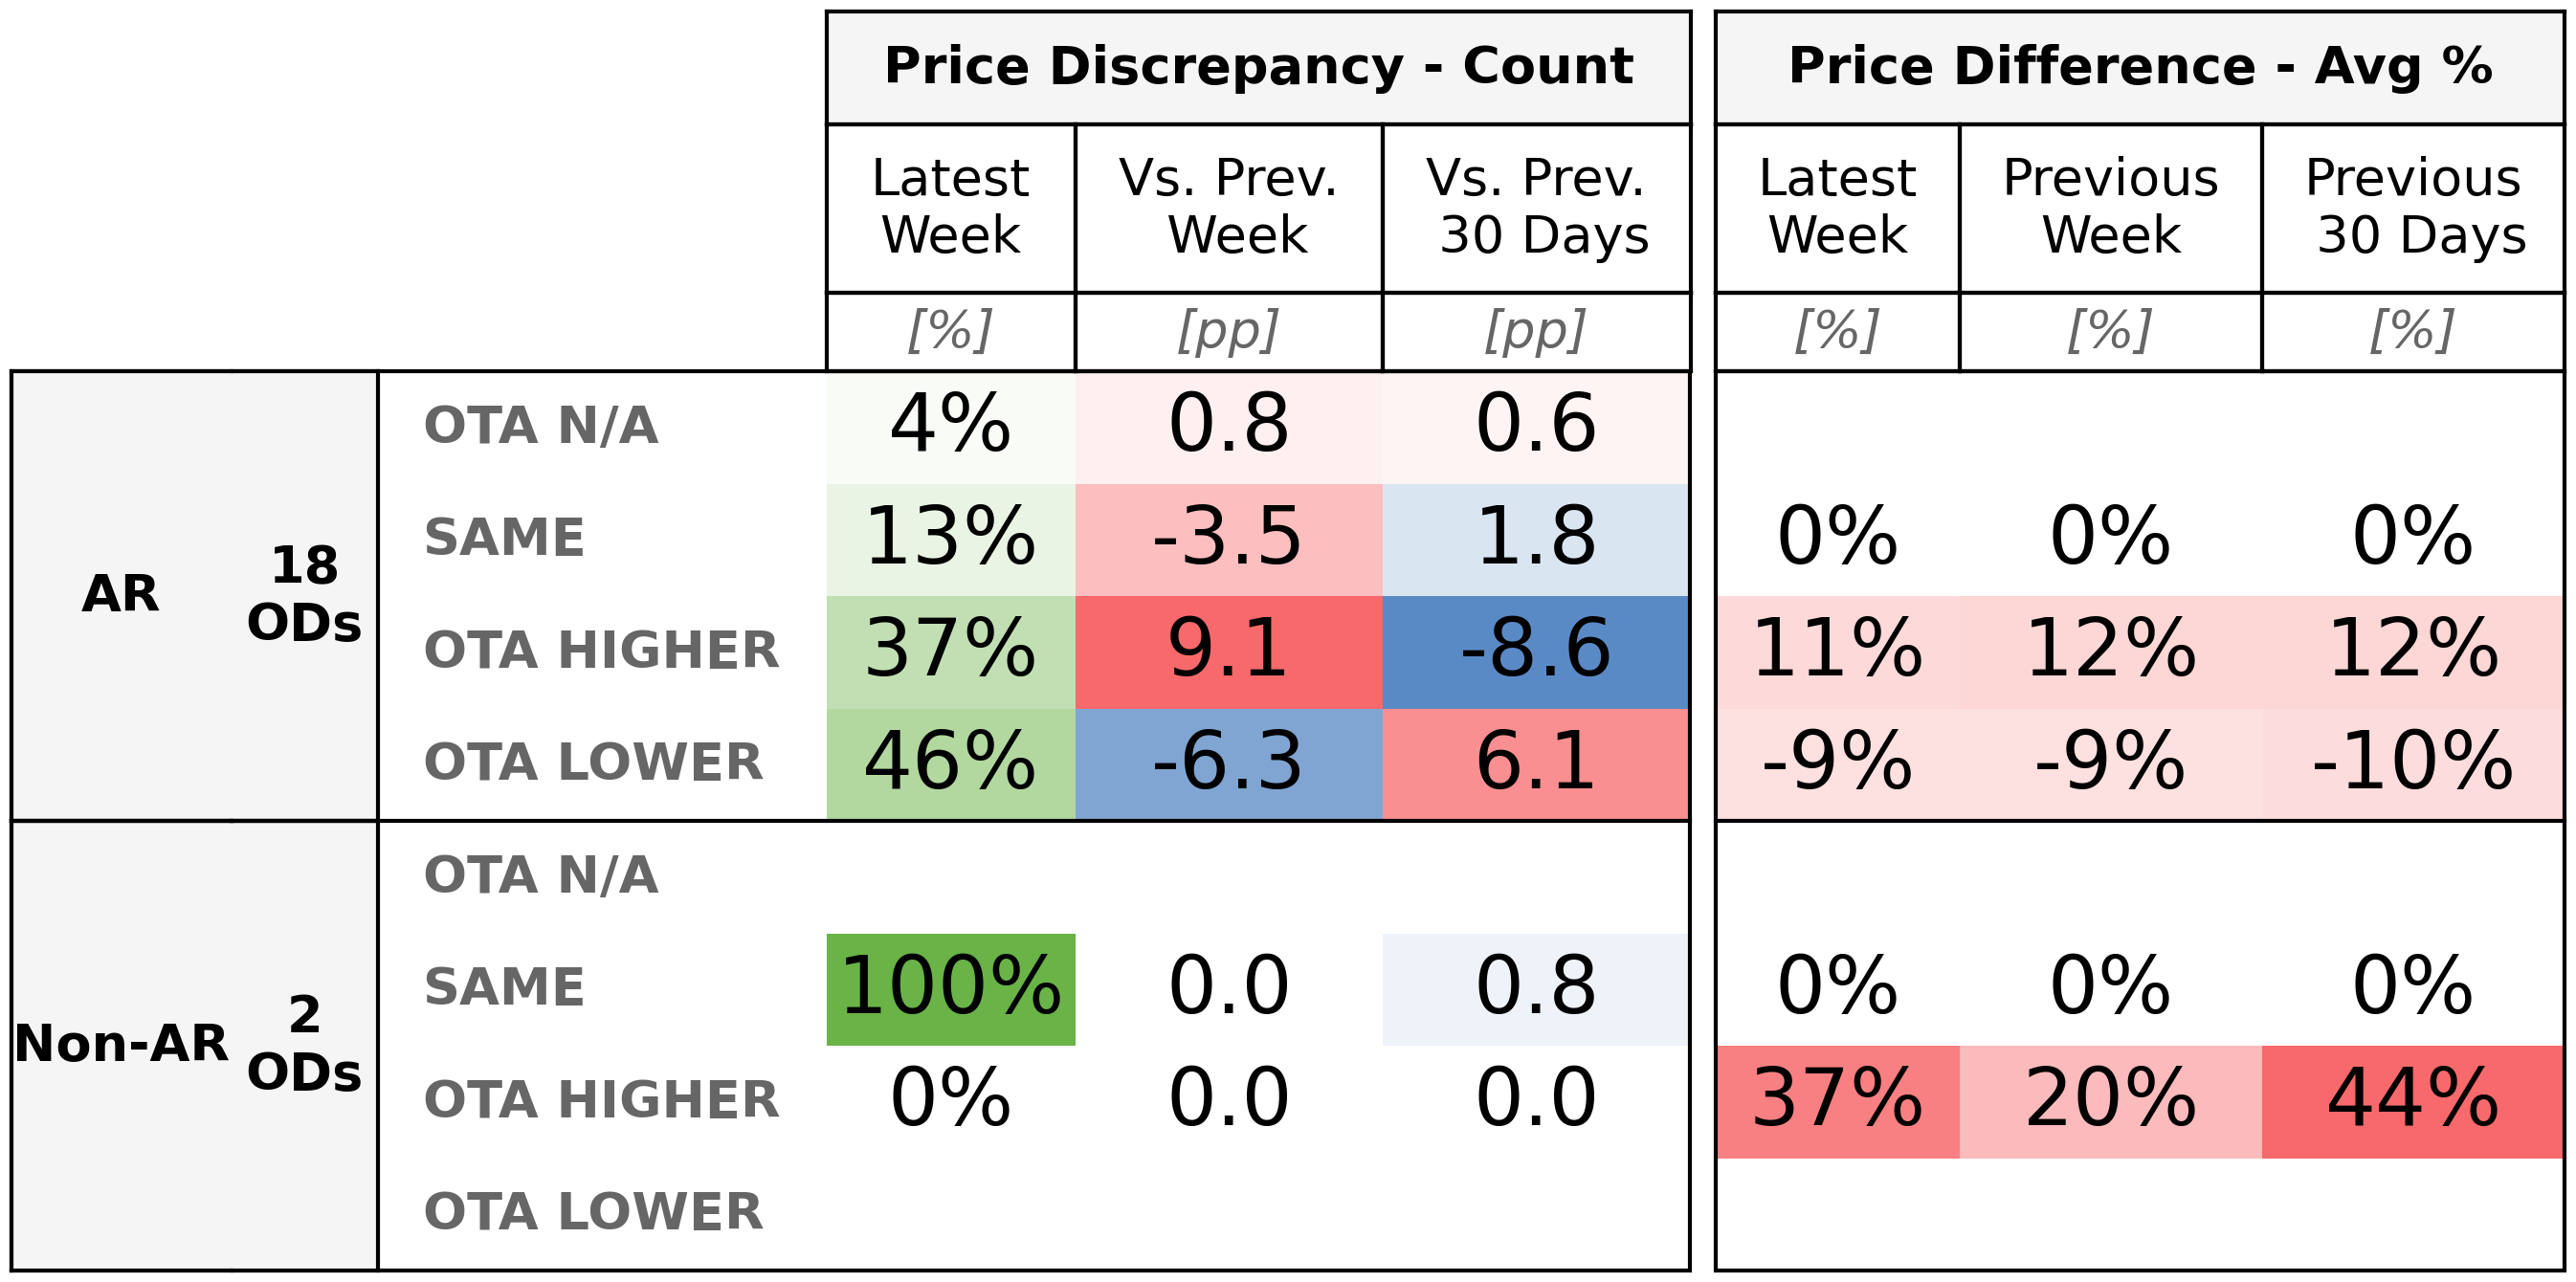 Price Discrepancy - Count Price Difference - Avg %
Latest Week Vs. Prev. Week Vs. Prev. 30 Days Latest Week Previous Week Previous 30 Days
[%] [pp] [pp] [%] [%] [%]
AR 18 ODs
OTA N/A 4% 0.8 0.6
SAME 13% -3.5 1.8 0% 0% 0%
OTA HIGHER 37% 9.1 -8.6 11% 12% 12%
OTA LOWER 46% -6.3 6.1 -9% -9% -10%
Non-AR 2 ODs
OTA N/A
SAME 100% 0.0 0.8 0% 0% 0%
OTA HIGHER 0% 0.0 0.0 37% 20% 44%
OTA LOWER